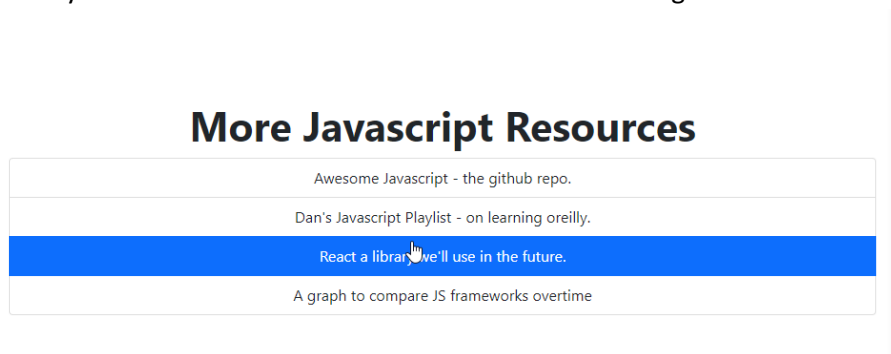 More Javascript Resources
Awesome Javascript - the github repo.
Dan's Javascript Playlist - on learning oreilly.
React a library we'll use in the future.
A graph to compare JS frameworks overtime